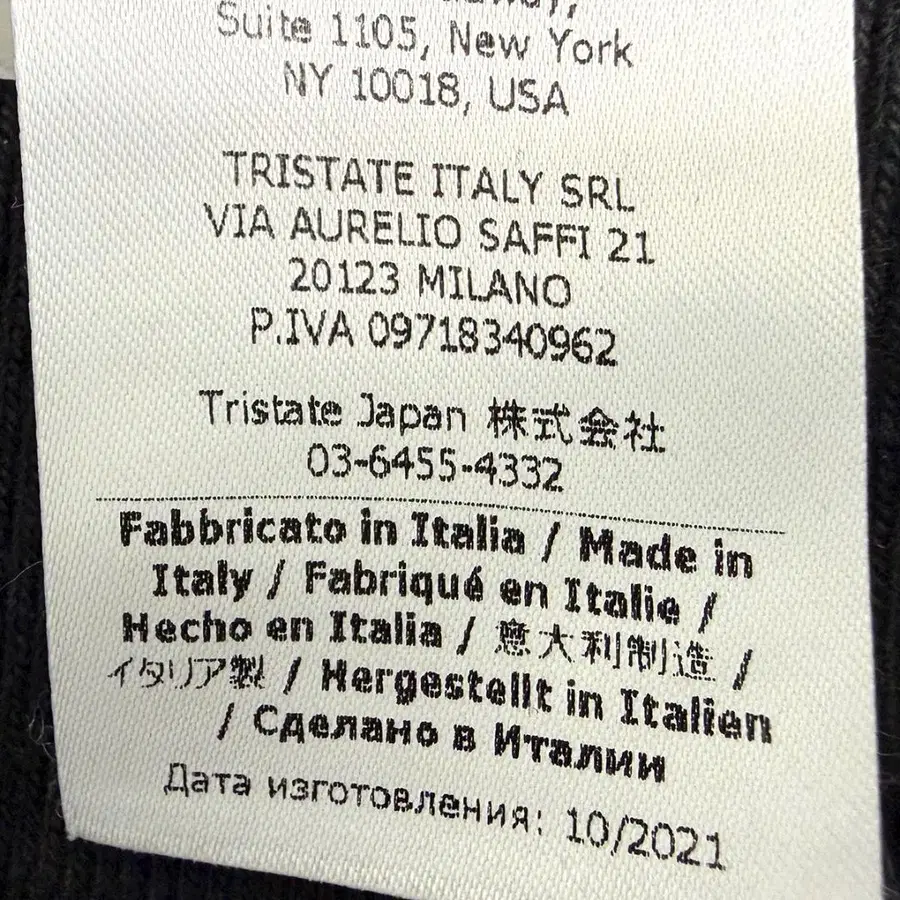 Suite 1105, New York
NY 10018, USA
TRISTATE ITALY SRL
VIA AURELIO SAFFI 21
20123 MILANO
P.IVA 09718340962
Tristate Japan 株式会社
03-6455-4332
Fabbricato in Italia / Made in
Italy / Fabriqué en Italie /
Hecho en Italia / 意大利制造 /
イタリア製 / Hergestellt in Italien
/ Сделано в Италии
Дата изготовления: 10/2021